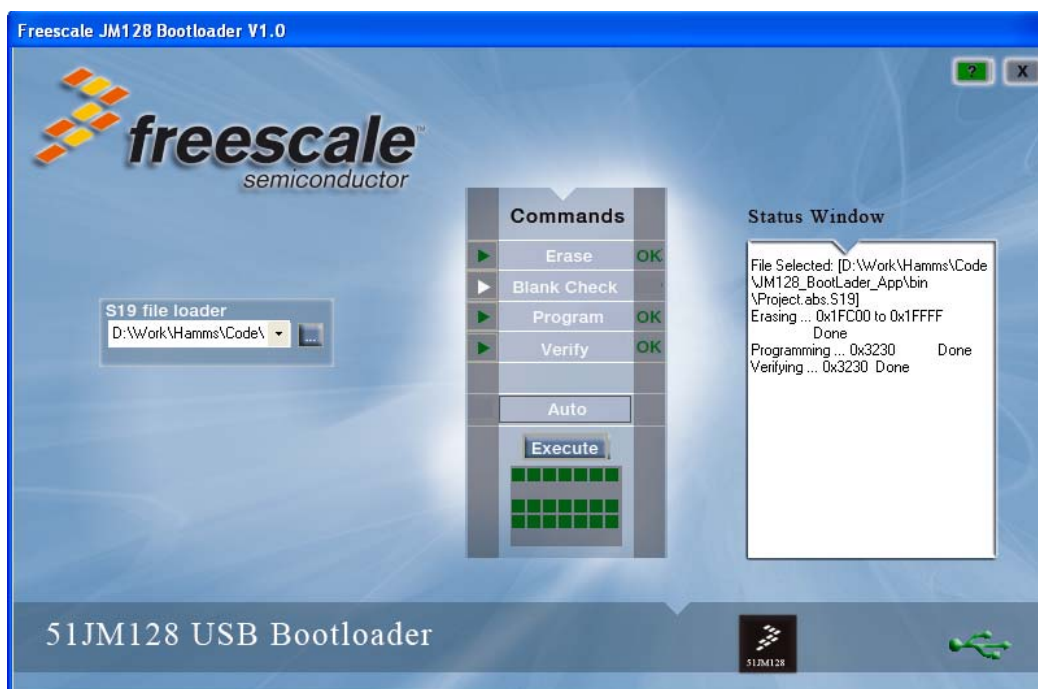 Freescale JM128 Bootloader V1.0
?
X
freescale™
semiconductor
Commands
Erase OK
Blank Check
Program OK
Verify OK
Auto
Execute
S19 file loader
D:\Work\Hamms\Code\
...
Status Window
File Selected: [D:\Work\Hamms\Code
\JM128_BootLader_App\bin
\Project.abs.S19]
Erasing ... 0x1FC00 to 0x1FFFF
Done
Programming ... 0x3230 Done
Verifying ... 0x3230 Done
51JM128 USB Bootloader
51JM128